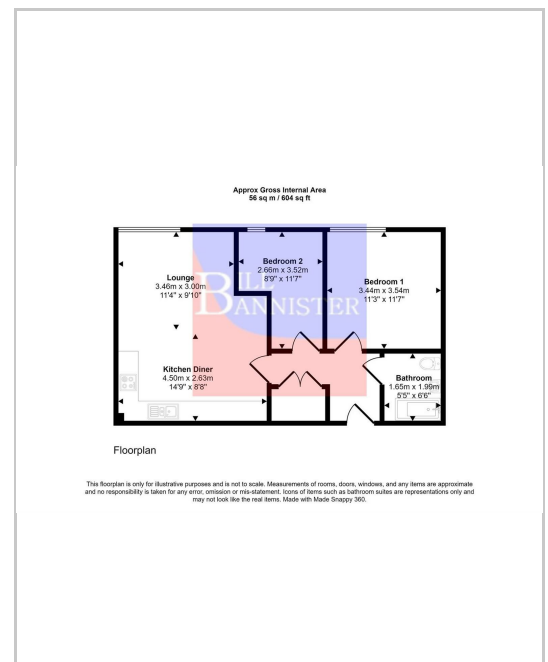 Approx Gross Internal Area
56 sq m / 604 sq ft
Lounge
3.46m x 3.00m
11'4" x 9'10"
Bedroom 2
2.66m x 3.52m
8'9" x 11'7"
Bedroom 1
3.44m x 3.54m
11'3" x 11'7"
BILL
BANNISTER
Kitchen Diner
4.50m x 2.63m
14'9" x 8'8"
Bathroom
1.65m x 1.99m
5'5" x 6'6"
Floorplan
This floorplan is only for illustrative purposes and is not to scale. Measurements of rooms, doors, windows, and any items are approximate
and no responsibility is taken for any error, omission or mis-statement. Icons of items such as bathroom suites are representations only and
may not look like the real items. Made with Made Snappy 360.